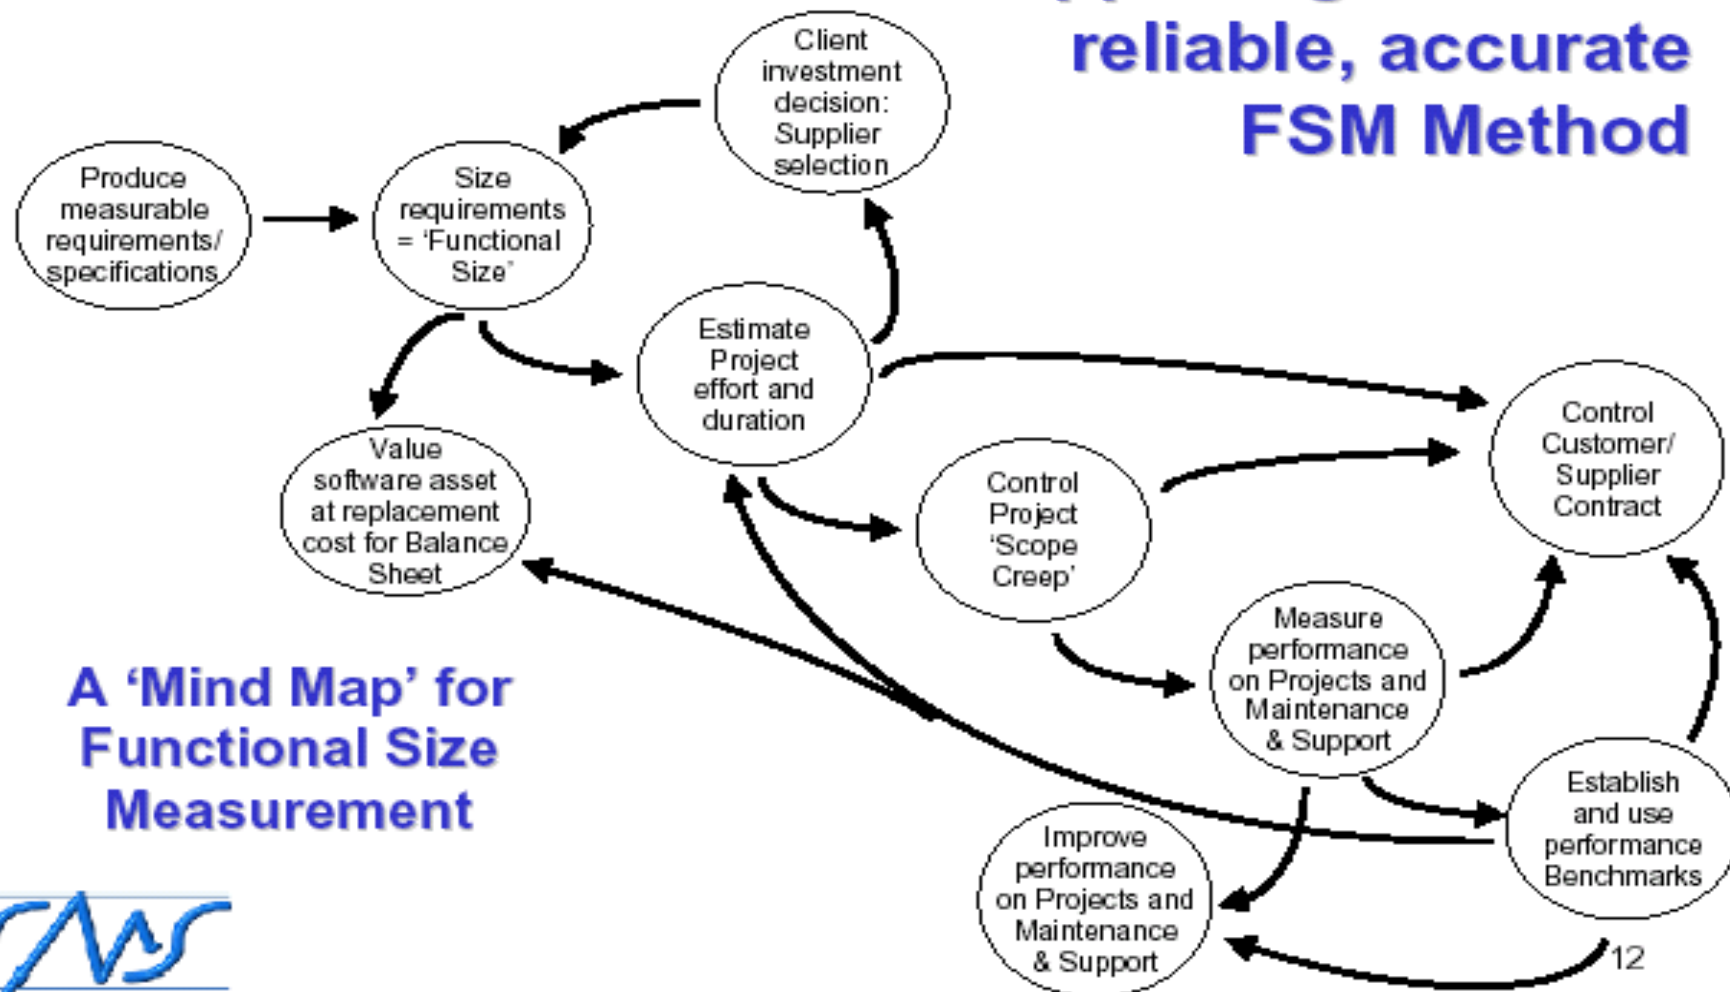 reliable, accurate
FSM Method
Client
investment
decision:
Supplier
selection
Produce
measurable
requirements/
specifications
Size
requirements
= ‘Functional
Size’
Estimate
Project
effort and
duration
Value
software asset
at replacement
cost for Balance
Sheet
Control
Project
‘Scope
Creep’
Control
Customer/
Supplier
Contract
Measure
performance
on Projects and
Maintenance
& Support
Establish
and use
performance
Benchmarks
Improve
performance
on Projects and
Maintenance
& Support
A ‘Mind Map’ for
Functional Size
Measurement
12